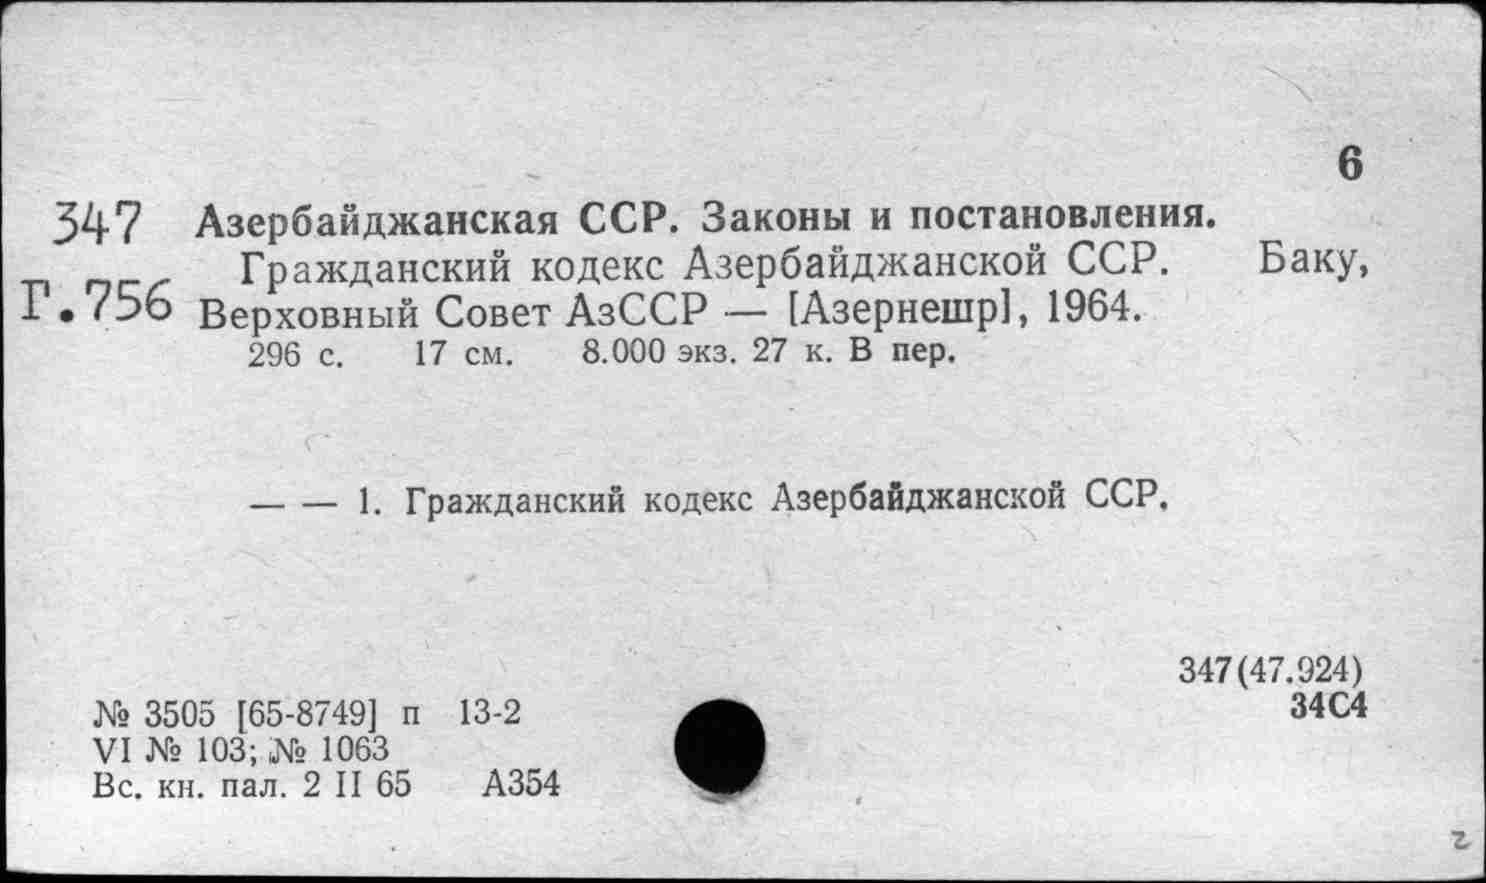 6
347 Азербайджанская ССР. Законы и постановления.
Гражданский кодекс Азербайджанской ССР. Баку,
Г.756 Верховный Совет АзССР — [Азернешр], 1964.
296 с. 17 см. 8.000 экз. 27 к. В пер.
— — 1. Гражданский кодекс Азербайджанской ССР.
347(47.924)
34С4
№ 3505 [65-8749] п 13-2
VI № 103; № 1063
Вс. кн. пал. 2 II 65 А354
г